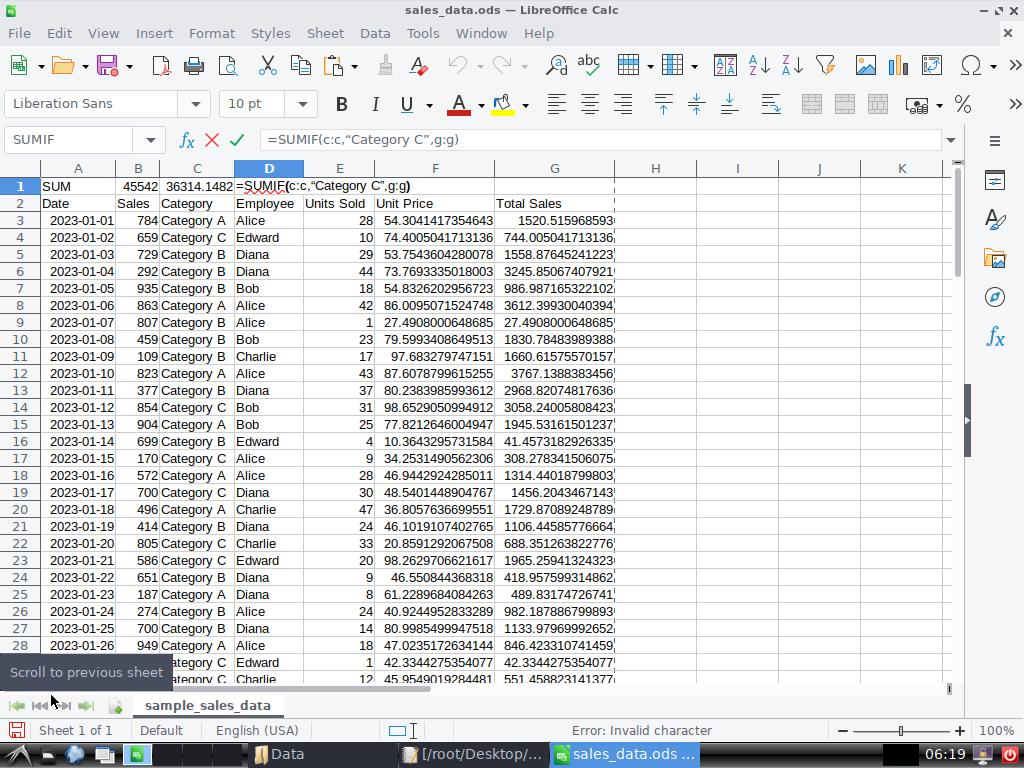 sales_data.ods — LibreOffice Calc
File Edit View Insert Format Styles Sheet Data Tools Window Help
Liberation Sans 10 pt B I U A %
SUMIF fx =SUMIF(c:c,“Category C”,g:g)
A B C D E F G H I J K
1 SUM 45542 36314.1482 =SUMIF(c:c,“Category C”,g:g)
2 Date Sales Category Employee Units Sold Unit Price Total Sales
3 2023-01-01 784 Category A Alice 28 54.3041417354643 1520.515968593
4 2023-01-02 659 Category C Edward 10 74.4005041713136 744.005041713136
5 2023-01-03 729 Category B Diana 29 53.7543604280078 1558.87645241223
6 2023-01-04 292 Category B Diana 44 73.7693335018003 3245.85067407921
7 2023-01-05 935 Category B Bob 18 54.8326202956723 986.987165322102
8 2023-01-06 863 Category A Alice 42 86.0095071524748 3612.39930040394
9 2023-01-07 807 Category B Alice 1 27.4908000648685 27.4908000648685
10 2023-01-08 459 Category B Bob 23 79.5993408649513 1830.78483989388
11 2023-01-09 109 Category B Charlie 17 97.683279747151 1660.61575570157
12 2023-01-10 823 Category A Alice 43 87.6078799615255 3767.1388383456
13 2023-01-11 377 Category B Diana 37 80.2383985993612 2968.82074817636
14 2023-01-12 854 Category C Bob 31 98.6529050994912 3058.24005808423
15 2023-01-13 904 Category A Bob 25 77.8212646004947 1945.53161501237
16 2023-01-14 699 Category B Edward 4 10.3643295731584 41.4573182926335
17 2023-01-15 170 Category C Alice 9 34.2531490562306 308.278341506075
18 2023-01-16 572 Category A Alice 28 46.9442924285011 1314.44018799803
19 2023-01-17 700 Category C Diana 30 48.5401448904767 1456.2043467143
20 2023-01-18 496 Category A Charlie 47 36.8057636699551 1729.87089248789
21 2023-01-19 414 Category B Diana 24 46.1019107402765 1106.44585776664
22 2023-01-20 805 Category C Charlie 33 20.8591292067508 688.351263822776
23 2023-01-21 586 Category C Edward 20 98.2629706621617 1965.25941324323
24 2023-01-22 651 Category B Diana 9 46.550844368318 418.957599314862
25 2023-01-23 187 Category A Diana 8 61.2289684084263 489.83174726741
26 2023-01-24 274 Category B Alice 24 40.9244952833289 982.187886799893
27 2023-01-25 700 Category B Diana 14 80.9985499947518 1133.97969992652
28 2023-01-26 949 Category A Alice 18 47.0235172634144 846.423310741459
Category C Edward 1 42.3344275354077 42.3344275354077
Category C Charlie 12 45.9549019284481 551.458823141377
Scroll to previous sheet
sample_sales_data
Sheet 1 of 1 Default English (USA) Error: Invalid character 100%
Data [/root/Desktop/... sales_data.ods ... 06:19